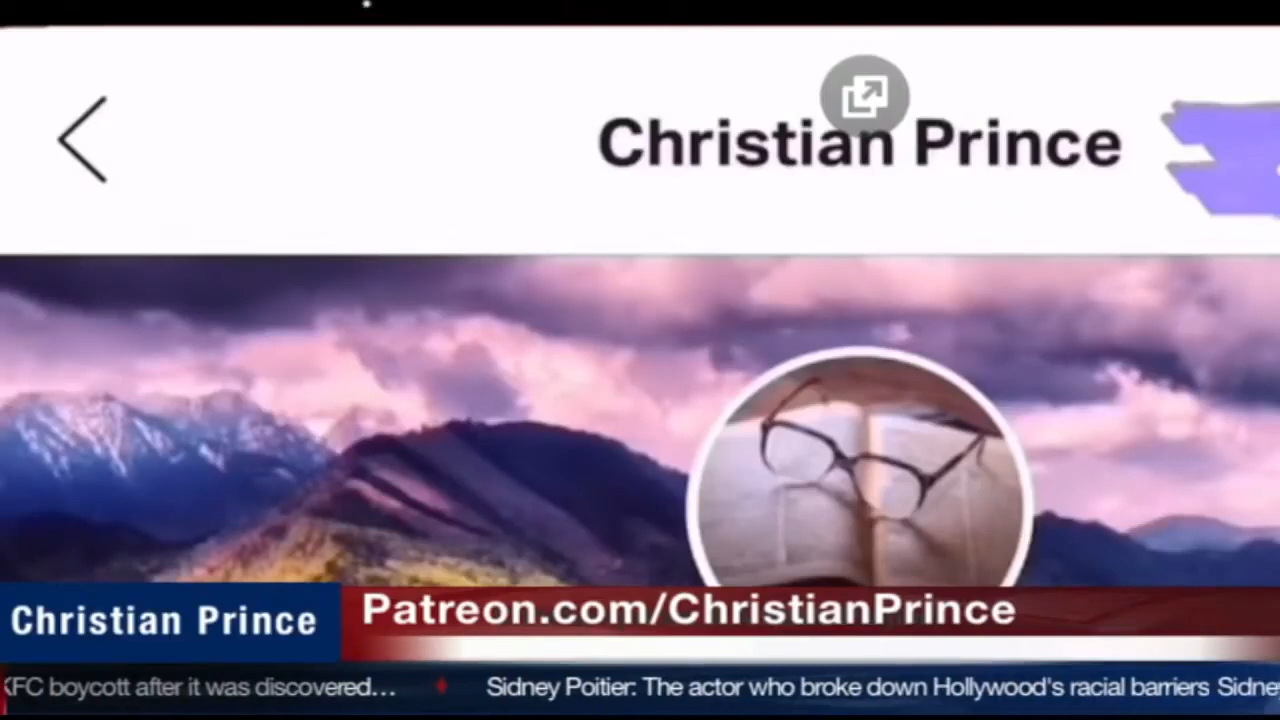 Christian Prince
Christian Prince
Patreon.com/ChristianPrince
KFC boycott after it was discovered... Sidney Poitier: The actor who broke down Hollywood's racial barriers